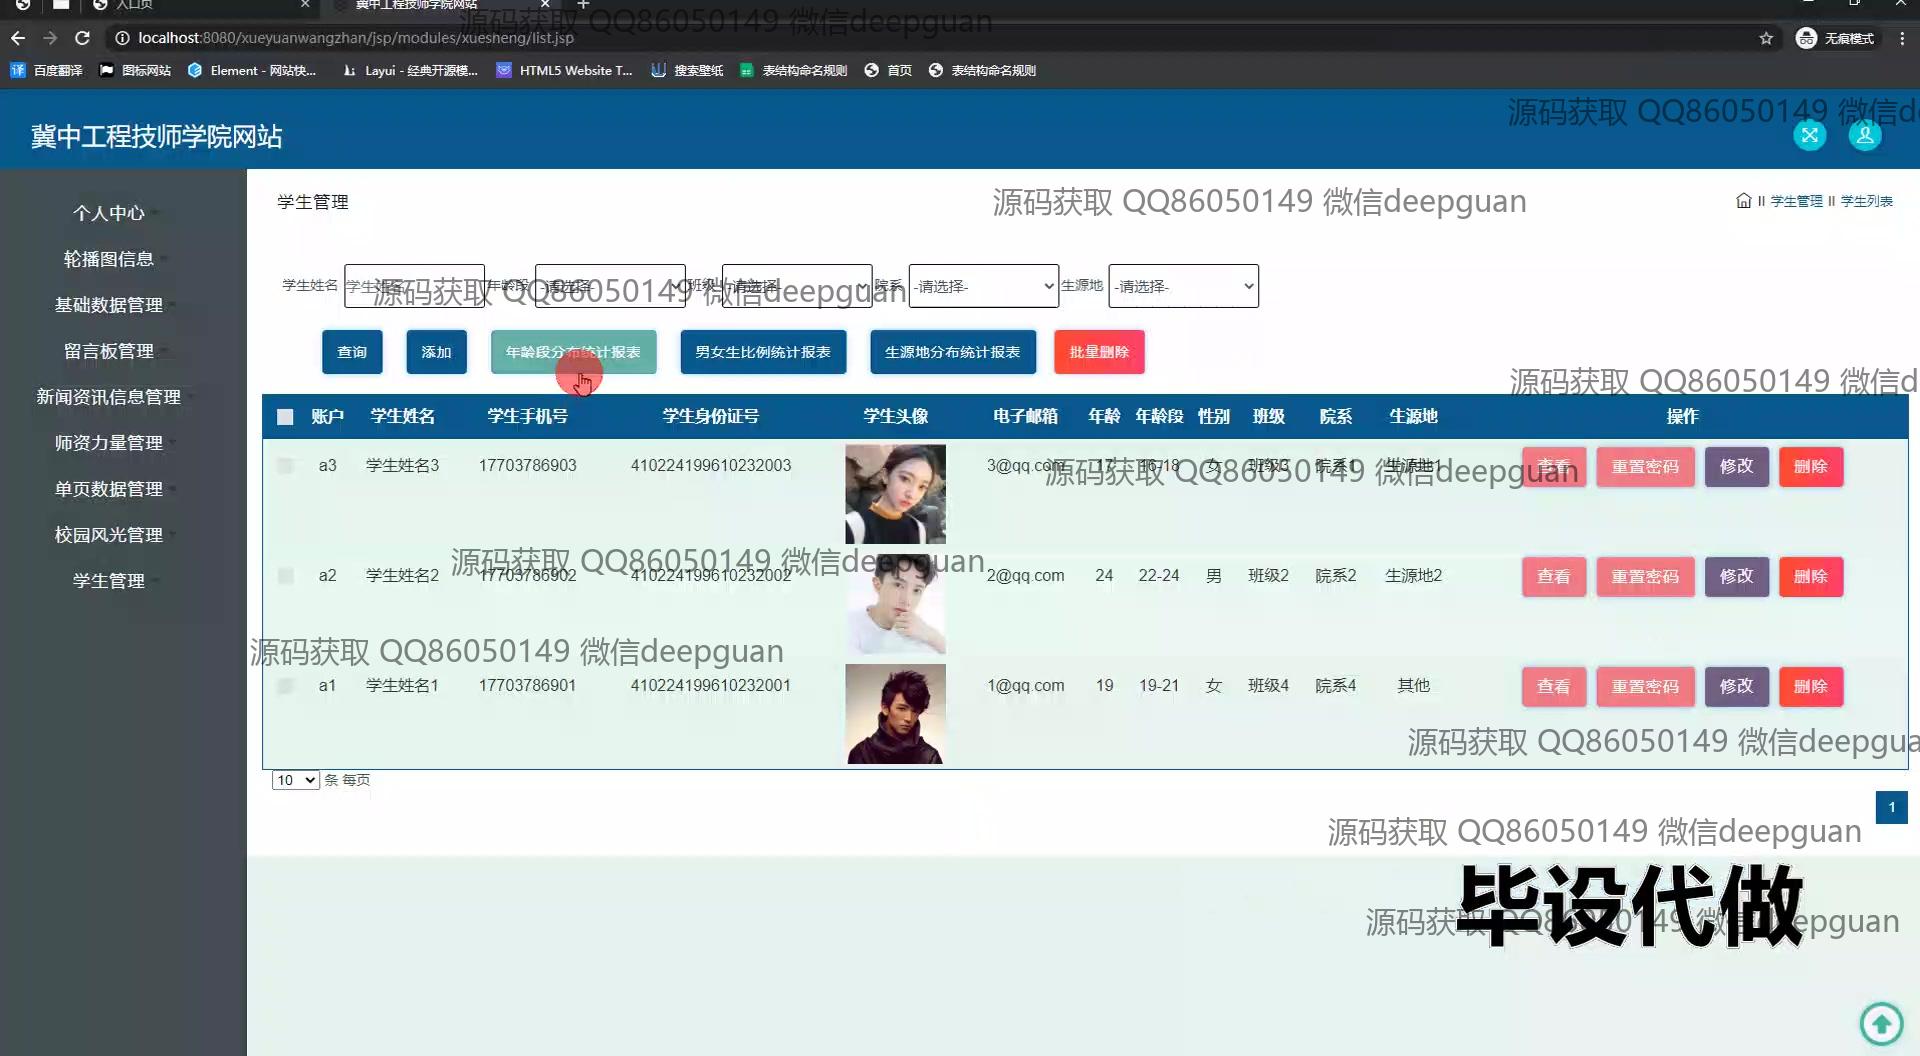 入口页
冀中工程技师学院网站
localhost:8080/xueyuanwangzhan/jsp/modules/xuesheng/list.jsp
无痕模式
百度翻译 图标网站 Element - 网站快... Layui - 经典开源模... HTML5 Website T... 搜索壁纸 表结构命名规则 首页 表结构命名规则
源码获取 QQ86050149 微信deepguan
源码获取 QQ86050149 微信d
冀中工程技师学院网站
个人中心
轮播图信息
基础数据管理
留言板管理
新闻资讯信息管理
师资力量管理
单页数据管理
校园风光管理
学生管理
学生管理
源码获取 QQ86050149 微信deepguan
学生管理 学生列表
学生姓名 学生姓名 年龄段 -请选择- 班级 -请选择- 院系 -请选择- 生源地 -请选择-
源码获取 QQ86050149 微信deepguan
查询 添加 年龄段分布统计报表 男女生比例统计报表 生源地分布统计报表 批量删除
源码获取 QQ86050149 微信d
账户 学生姓名 学生手机号 学生身份证号 学生头像 电子邮箱 年龄 年龄段 性别 班级 院系 生源地 操作
a3 学生姓名3 17703786903 410224199610232003 3@qq.com 17 16-18 女 班级3 院系1 生源地1 查看 重置密码 修改 删除
源码获取 QQ86050149 微信deepguan
a2 学生姓名2 17703786902 410224199610232002 2@qq.com 24 22-24 男 班级2 院系2 生源地2 查看 重置密码 修改 删除
源码获取 QQ86050149 微信deepguan
源码获取 QQ86050149 微信deepguan
a1 学生姓名1 17703786901 410224199610232001 1@qq.com 19 19-21 女 班级4 院系4 其他 查看 重置密码 修改 删除
源码获取 QQ86050149 微信deepgua
10 条 每页
1
源码获取 QQ86050149 微信deepguan
毕设代做
源码获取 QQ86050149 微信deepguan